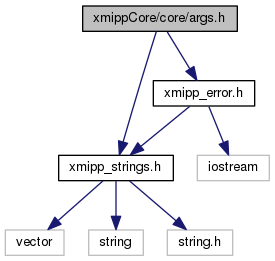 xmippCore/core/args.h
xmipp_error.h
xmipp_strings.h
iostream
vector
string
string.h